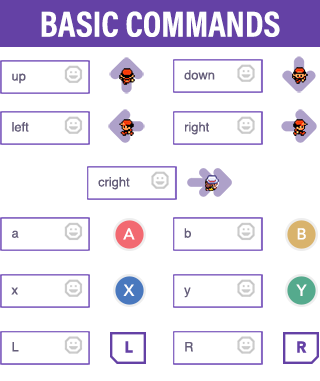 BASIC COMMANDS
up
down
left
right
cright
a A
b B
x X
y Y
L L
R R